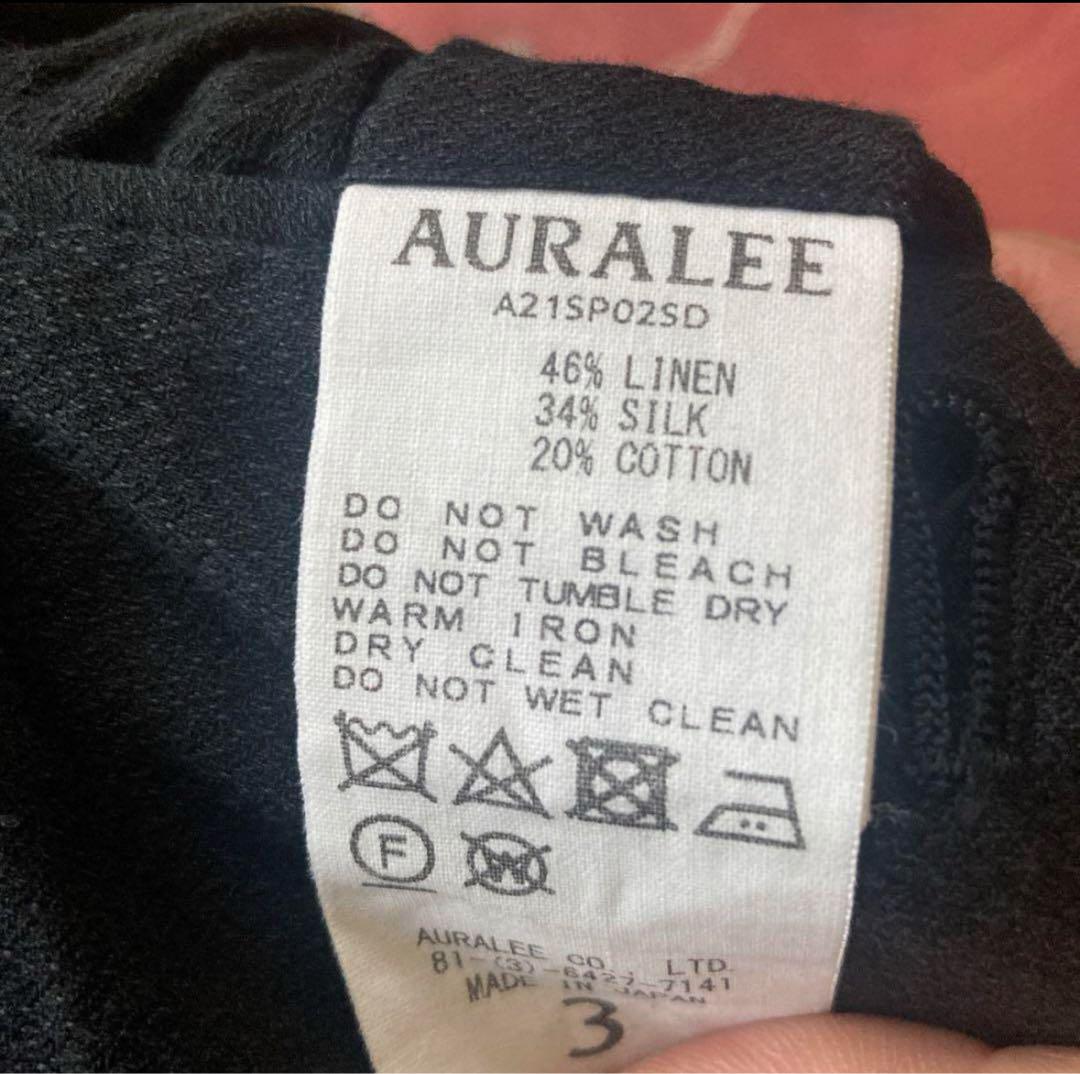 AURALEE
A21SP02SD
46% LINEN
34% SILK
20% COTTON
DO NOT WASH
DO NOT BLEACH
DO NOT TUMBLE DRY
WARM IRON
DRY CLEAN
DO NOT WET CLEAN
F W
AURALEE CO., LTD.
81-(3)-6427-7141
MADE IN JAPAN
3